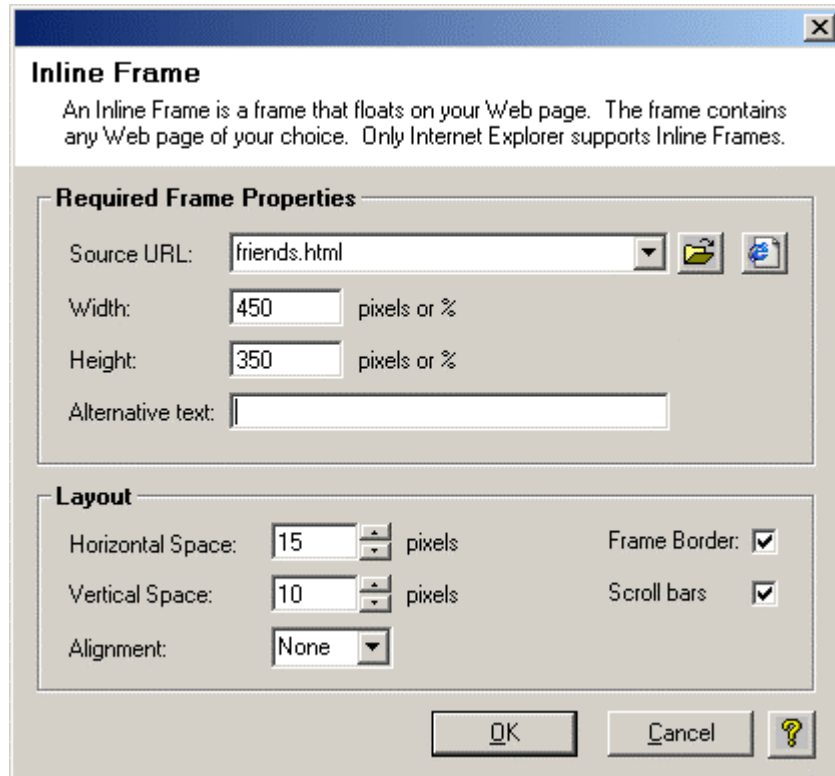 Inline Frame
An Inline Frame is a frame that floats on your Web page.  The frame contains
any Web page of your choice.  Only Internet Explorer supports Inline Frames.
Required Frame Properties
Source URL: friends.html
Width: 450 pixels or %
Height: 350 pixels or %
Alternative text:
Layout
Horizontal Space: 15 pixels Frame Border:
Vertical Space: 10 pixels Scroll bars
Alignment: None
OK Cancel ?